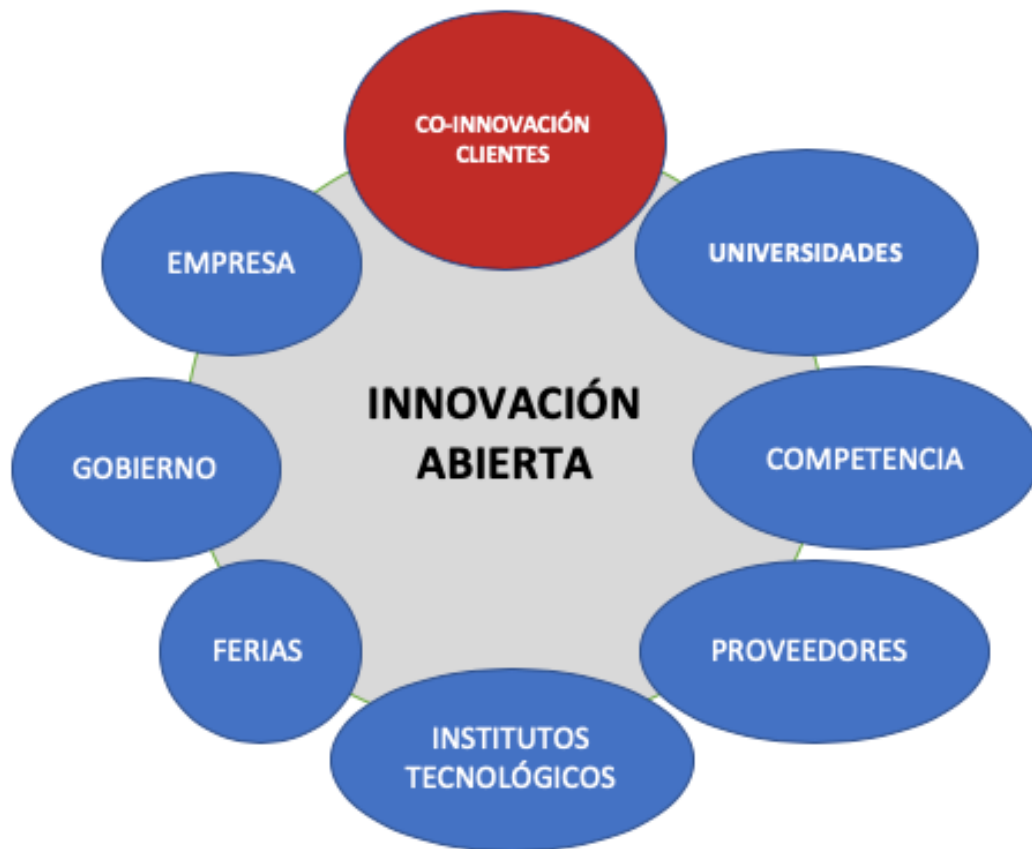 CO-INNOVACIÓN
CLIENTES
EMPRESA
UNIVERSIDADES
INNOVACIÓN
ABIERTA
GOBIERNO
COMPETENCIA
FERIAS
PROVEEDORES
INSTITUTOS
TECNOLÓGICOS